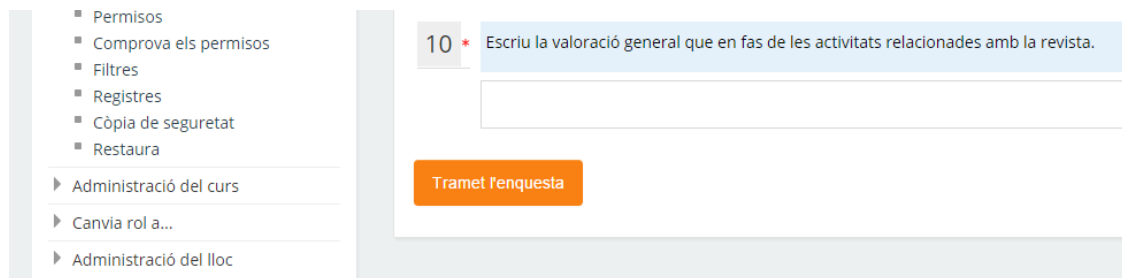 Permisos
Comprova els permisos
Filtres
Registres
Còpia de seguretat
Restaura
Administració del curs
Canvia rol a...
Administració del lloc
10 * Escriu la valoració general que en fas de les activitats relacionades amb la revista.
Tramet l'enquesta